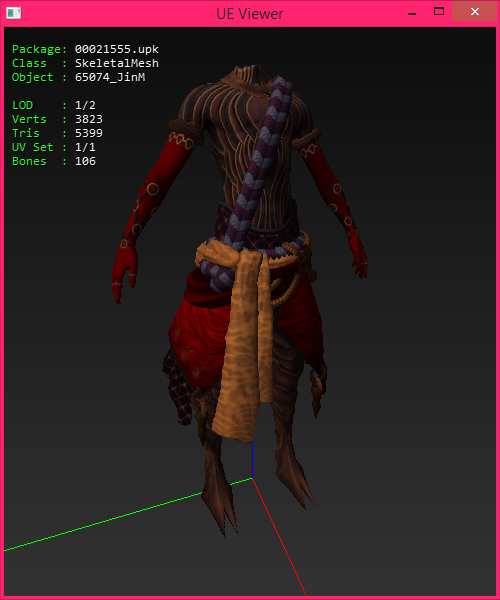 UE Viewer
Package: 00021555.upk
Class  : SkeletalMesh
Object : 65074_JinM
LOD    : 1/2
Verts  : 3823
Tris   : 5399
UV Set : 1/1
Bones  : 106